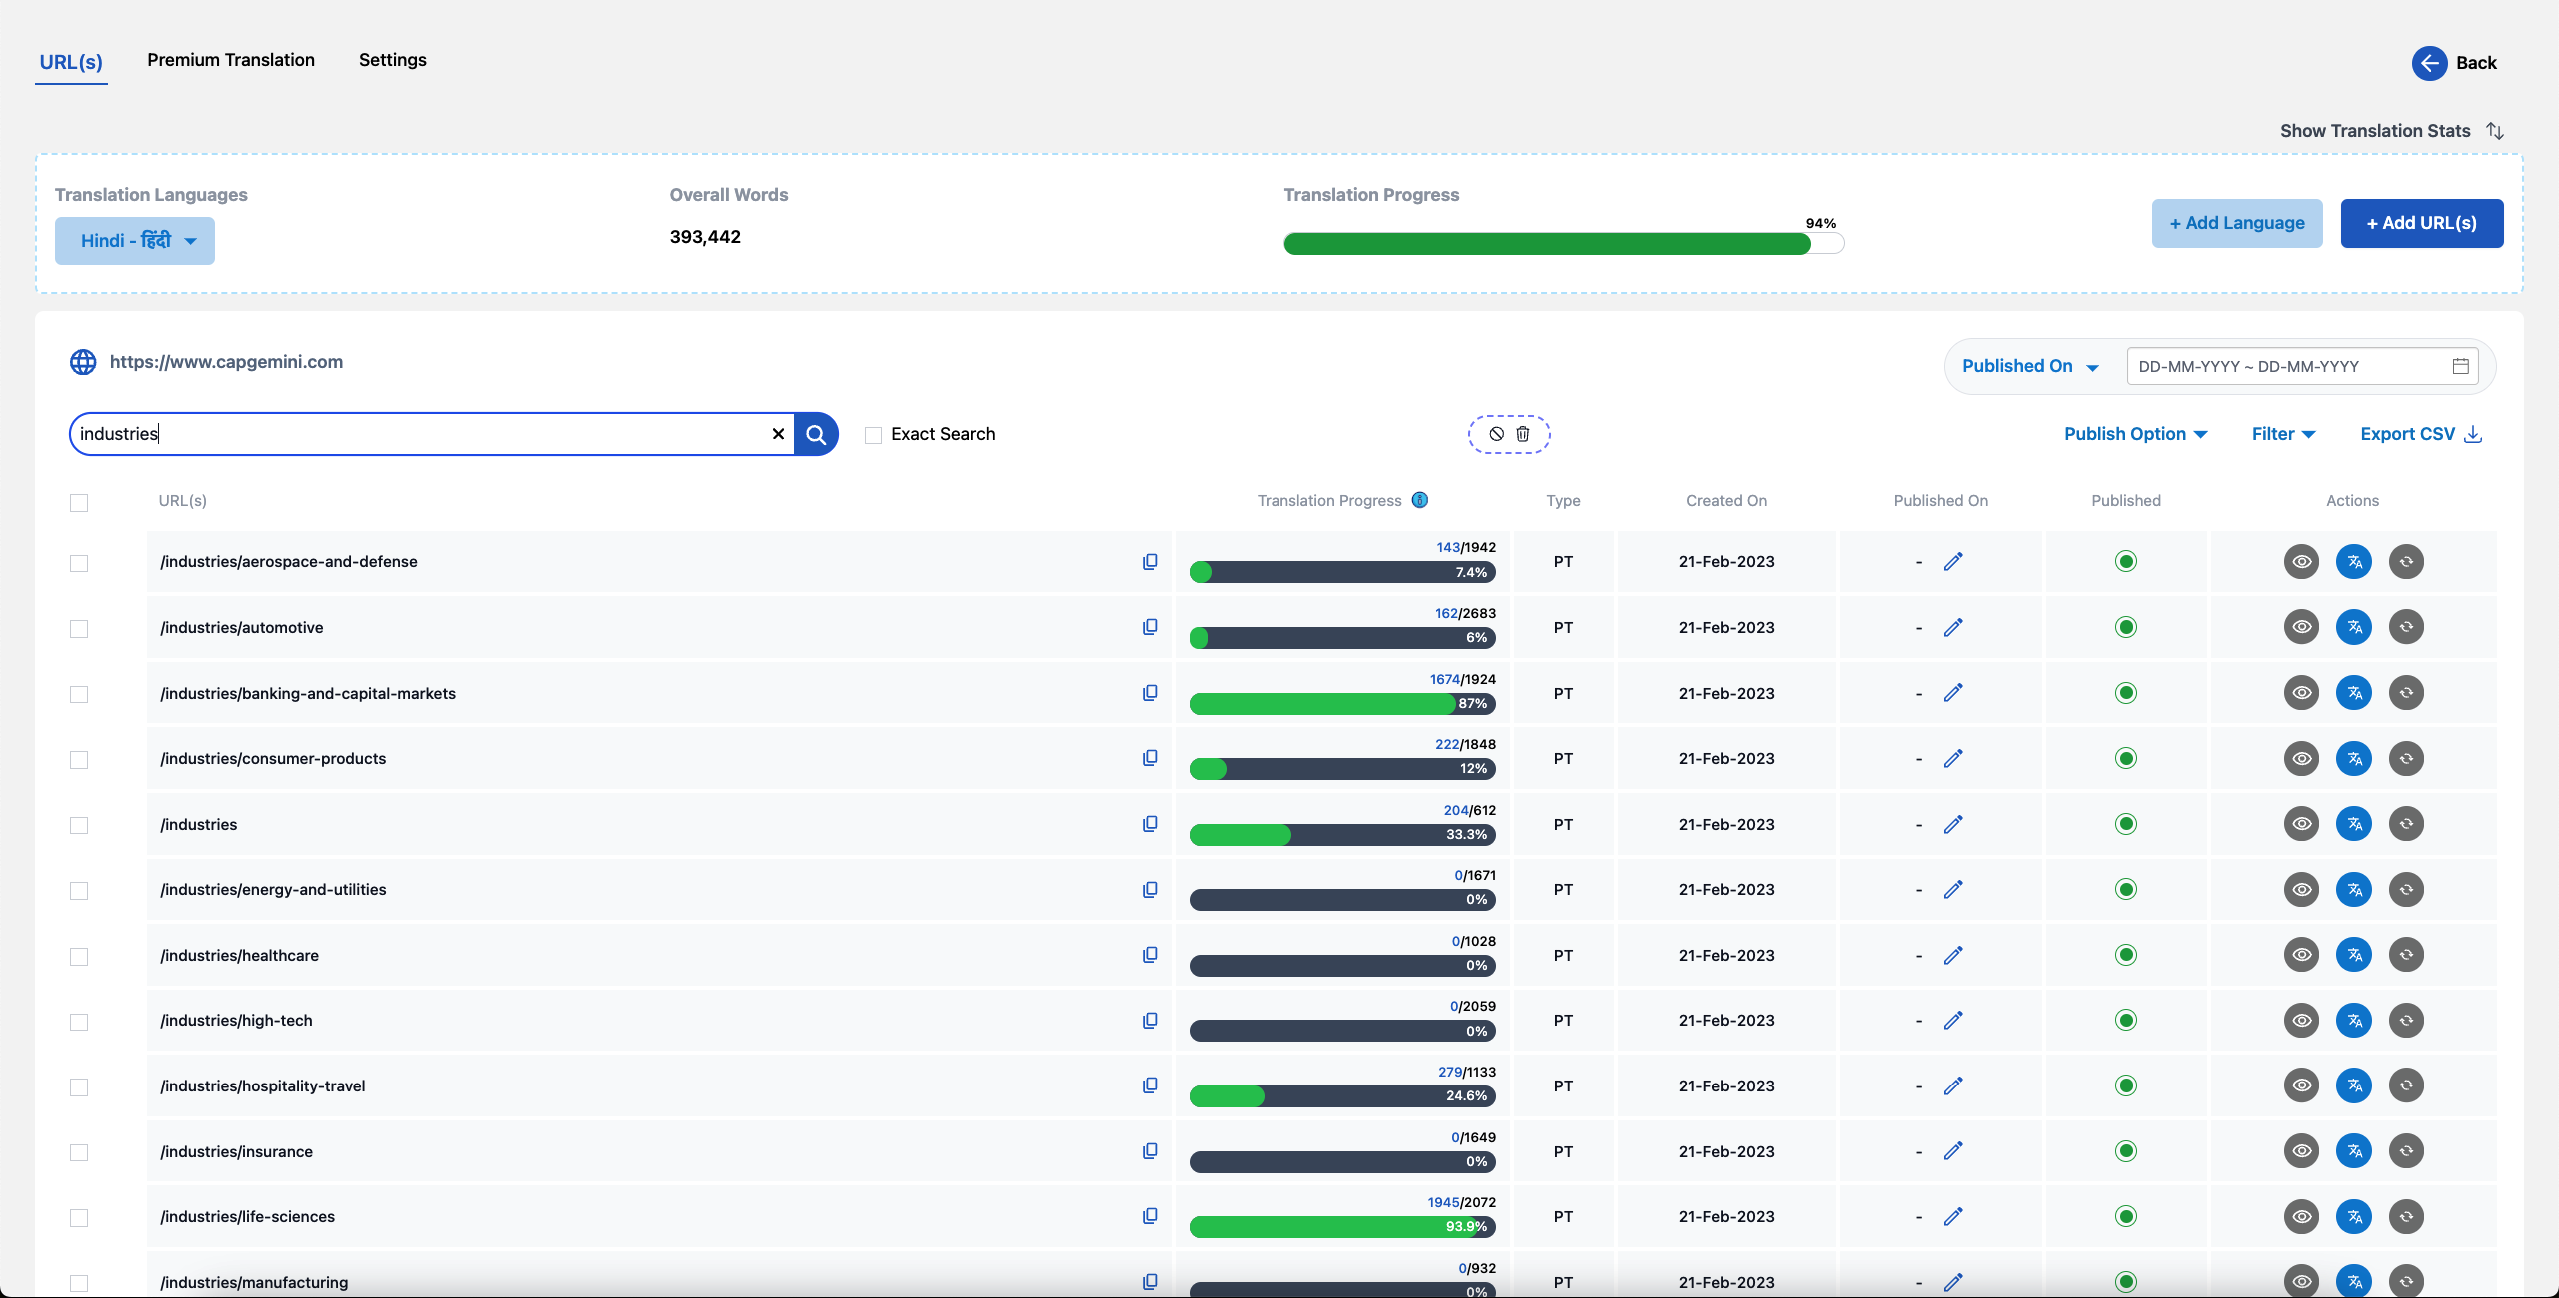 URL(s) Premium Translation Settings Back
Show Translation Stats
Translation Languages Overall Words Translation Progress
Hindi - हिंदी 393,442 94% + Add Language + Add URL(s)
https://www.capgemini.com Published On DD-MM-YYYY ~ DD-MM-YYYY
industries Exact Search Publish Option Filter Export CSV
URL(s) Translation Progress Type Created On Published On Published Actions
/industries/aerospace-and-defense 143/1942 7.4% PT 21-Feb-2023 -
/industries/automotive 162/2683 6% PT 21-Feb-2023 -
/industries/banking-and-capital-markets 1674/1924 87% PT 21-Feb-2023 -
/industries/consumer-products 222/1848 12% PT 21-Feb-2023 -
/industries 204/612 33.3% PT 21-Feb-2023 -
/industries/energy-and-utilities 0/1671 0% PT 21-Feb-2023 -
/industries/healthcare 0/1028 0% PT 21-Feb-2023 -
/industries/high-tech 0/2059 0% PT 21-Feb-2023 -
/industries/hospitality-travel 279/1133 24.6% PT 21-Feb-2023 -
/industries/insurance 0/1649 0% PT 21-Feb-2023 -
/industries/life-sciences 1945/2072 93.9% PT 21-Feb-2023 -
/industries/manufacturing 0/932 0% PT 21-Feb-2023 -